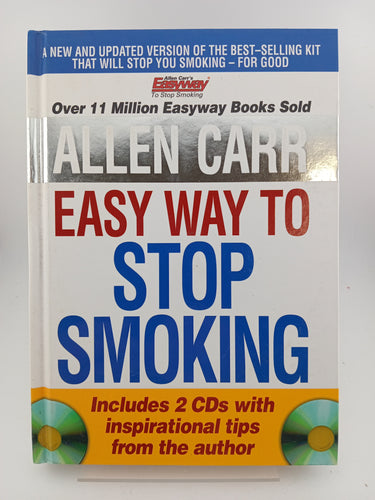 A NEW AND UPDATED VERSION OF THE BEST–SELLING KIT
THAT WILL STOP YOU SMOKING – FOR GOOD
Allen Carr's
Easyway
To Stop Smoking
Over 11 Million Easyway Books Sold
ALLEN CARR
EASY WAY TO
STOP
SMOKING
Includes 2 CDs with
inspirational tips
from the author